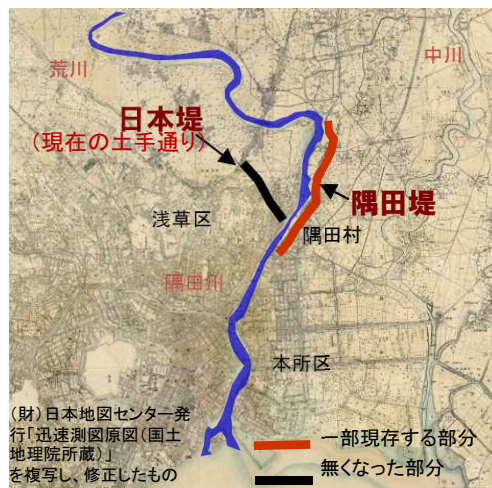 荒川
中川
日本堤
(現在の土手通り)
隅田堤
浅草区
隅田村
隅田川
本所区
(財)日本地図センター発
行「迅速測図原図(国土
地理院所蔵)」
を複写し、修正したもの
一部現存する部分
無くなった部分